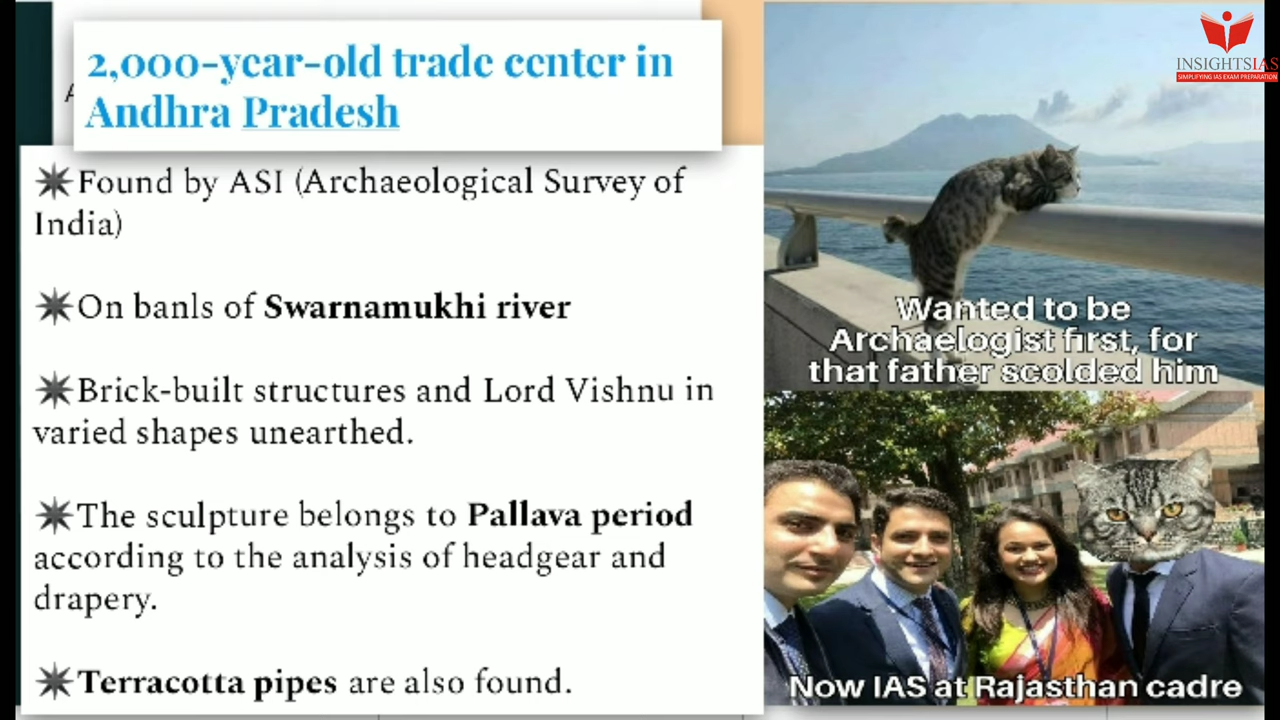 2,000-year-old trade center in
Andhra Pradesh
✷Found by ASI (Archaeological Survey of
India)
✷On banls of Swarnamukhi river
✷Brick-built structures and Lord Vishnu in
varied shapes unearthed.
✷The sculpture belongs to Pallava period
according to the analysis of headgear and
drapery.
✷Terracotta pipes are also found.
INSIGHTSIAS
SIMPLIFYING IAS EXAM PREPARATION
Wanted to be
Archaelogist first, for
that father scolded him
Now IAS at Rajasthan cadre